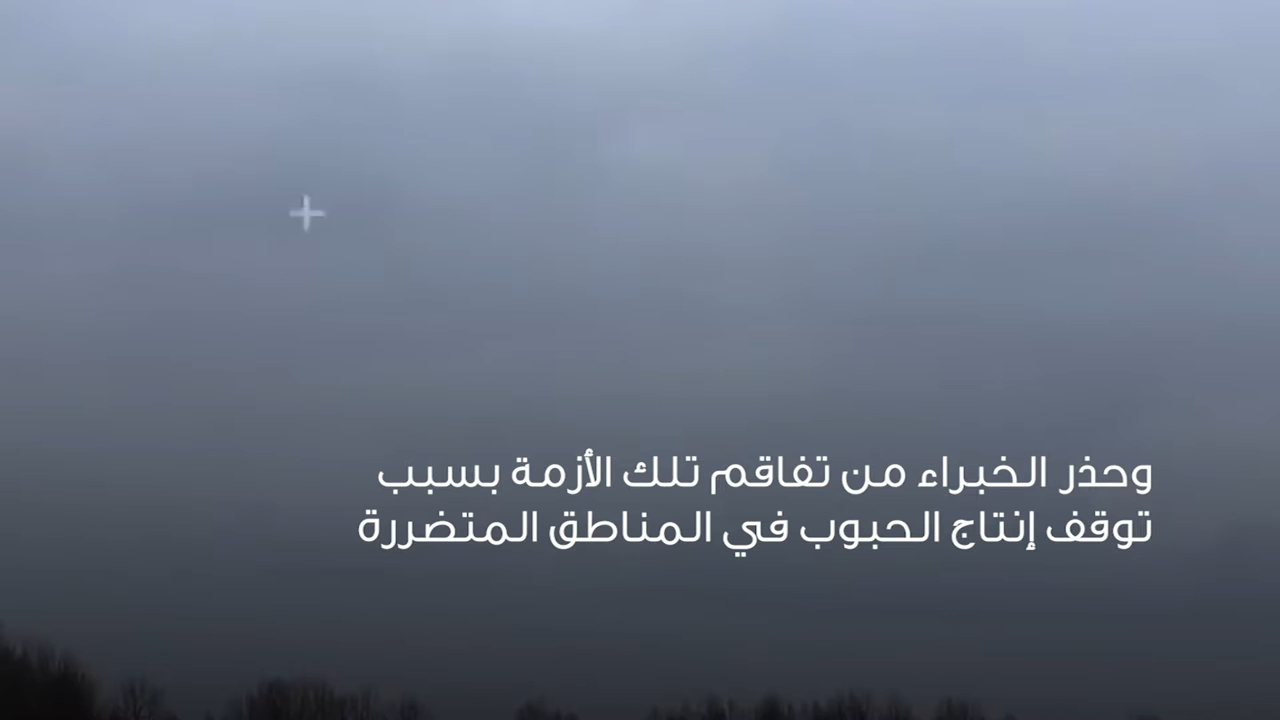 وحذر الخبراء من تفاقم تلك الأزمة بسبب
توقف إنتاج الحبوب في المناطق المتضررة